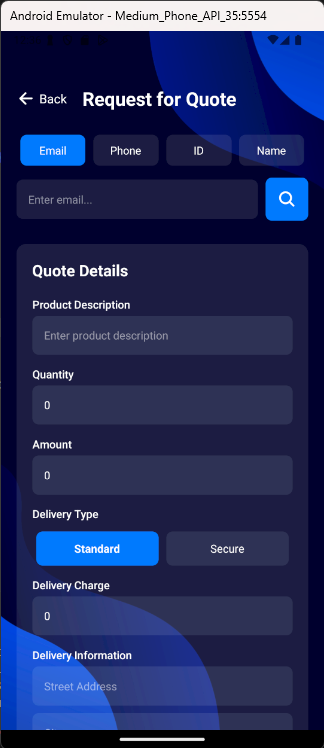 Android Emulator - Medium_Phone_API_35:5554
Back Request for Quote
Email Phone ID Name
Enter email...
Quote Details
Product Description
Enter product description
Quantity
0
Amount
0
Delivery Type
Standard Secure
Delivery Charge
0
Delivery Information
Street Address